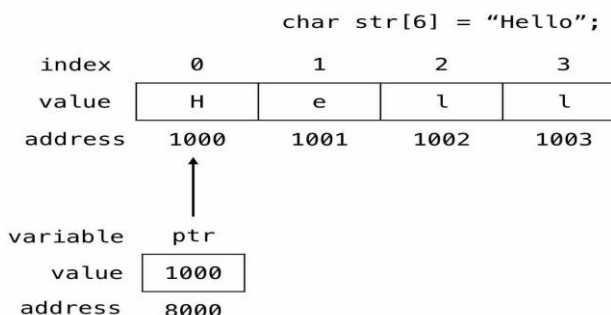 char str[6] = “Hello”;
index 0 1 2 3
value H e l l
address 1000 1001 1002 1003
variable ptr
value 1000
address 8000